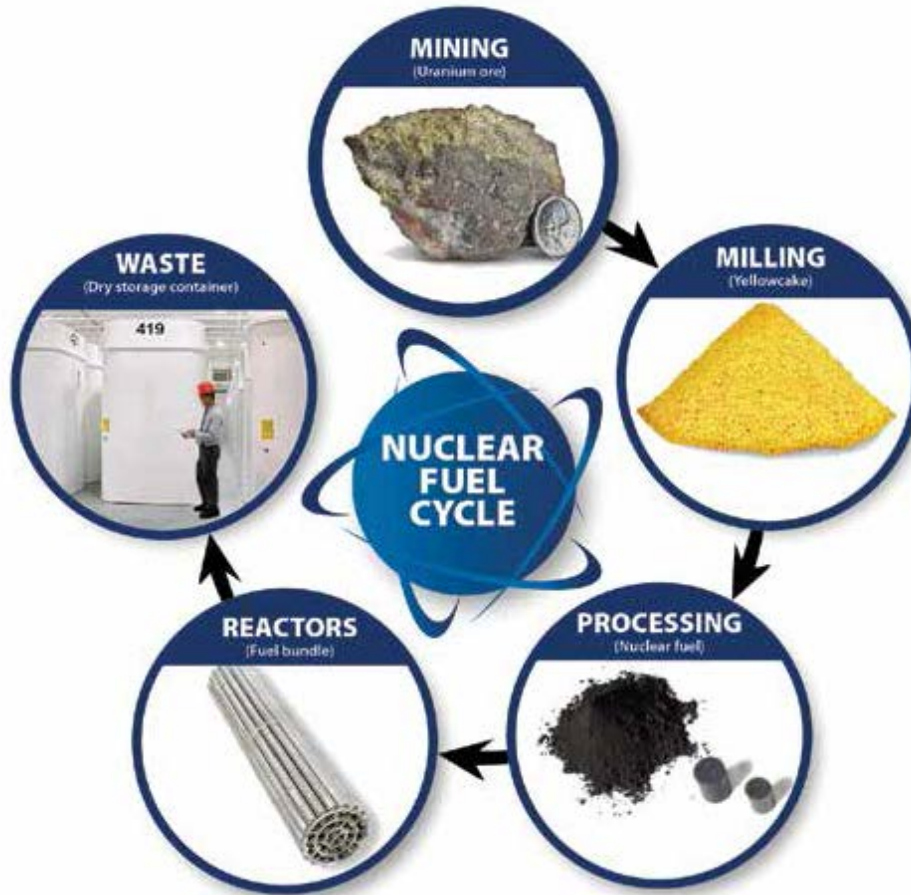 MINING
(Uranium ore)
MILLING
(Yellowcake)
PROCESSING
(Nuclear fuel)
REACTORS
(Fuel bundle)
WASTE
(Dry storage container)
419
NUCLEAR
FUEL
CYCLE